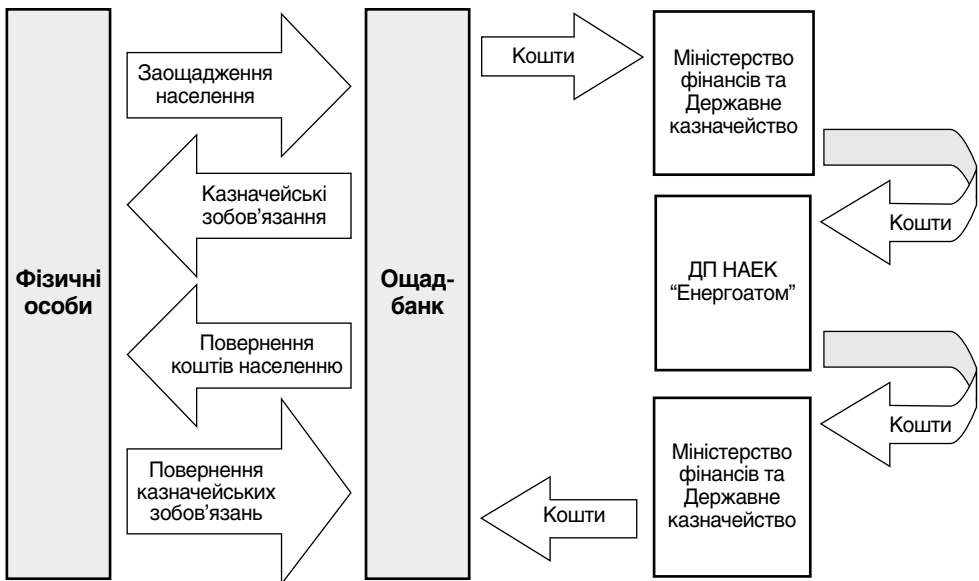 Заощадження
населення
Казначейські
зобов’язання
Фізичні
особи
Повернення
коштів населенню
Повернення
казначейських
зобов’язань
Ощад-
банк
Кошти
Міністерство
фінансів та
Державне
казначейство
Кошти
ДП НАЕК
“Енергоатом”
Кошти
Міністерство
фінансів та
Державне
казначейство
Кошти